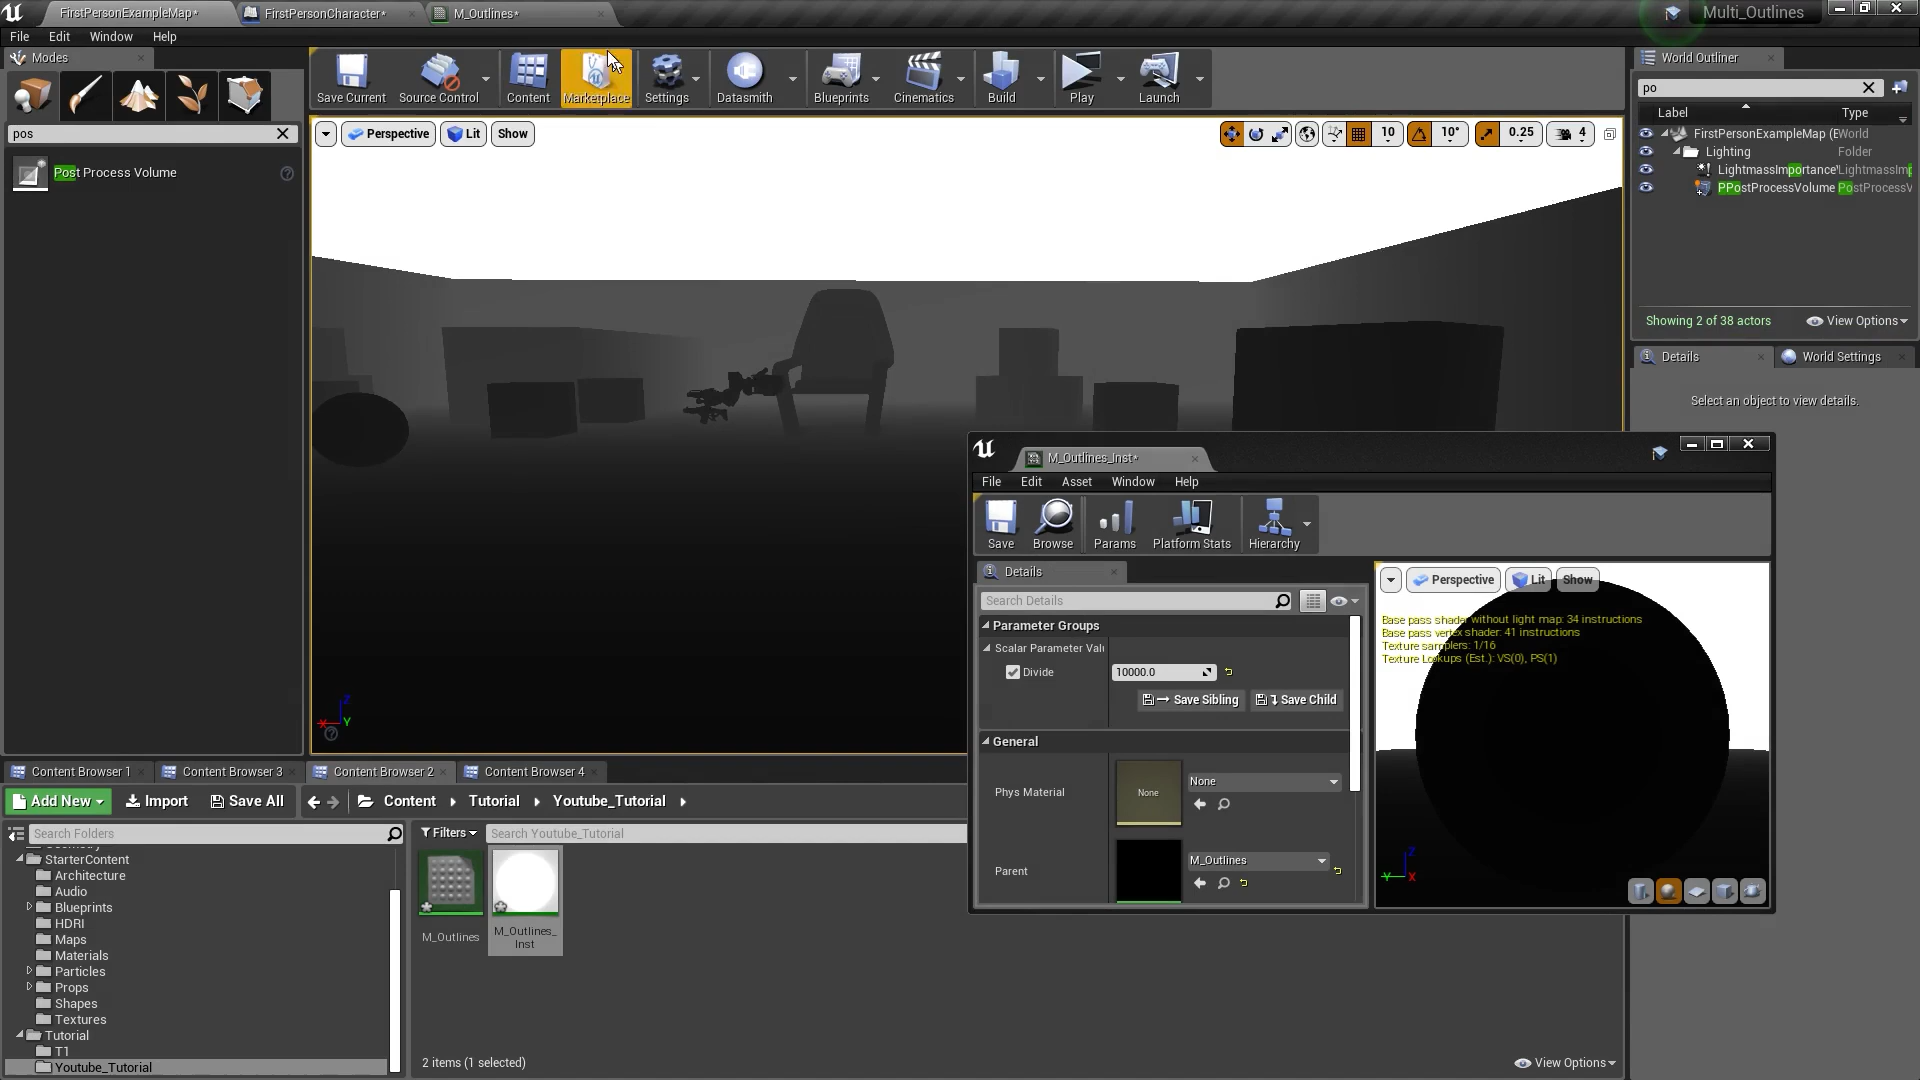 FirstPersonExampleMap*
FirstPersonCharacter*
M_Outlines*
Multi_Outlines
File Edit Window Help
Modes
pos
Post Process Volume
Save Current
Source Control
Content
Marketplace
Settings
Datasmith
Blueprints
Cinematics
Build
Play
Launch
Perspective
Lit
Show
10
10°
0.25
4
World Outliner
po
Label
Type
FirstPersonExampleMap (E World
Lighting Folder
LightmassImportance LightmassImp
PPostProcessVolume PostProcessV
Showing 2 of 38 actors
View Options
Details
World Settings
Select an object to view details.
Z
X Y
M_Outlines_Inst*
File Edit Asset Window Help
Save
Browse
Params
Platform Stats
Hierarchy
Details
Search Details
Parameter Groups
Scalar Parameter Valu
Divide
10000.0
Save Sibling
Save Child
General
Phys Material
None
None
Parent
M_Outlines
Perspective
Lit
Show
Base pass shader without light map: 34 instructions
Base pass vertex shader: 41 instructions
Texture samplers: 1/16
Texture Lookups (Est.): VS(0), PS(1)
Z
Y X
Content Browser 1
Content Browser 3
Content Browser 2
Content Browser 4
Add New
Import
Save All
Content
Tutorial
Youtube_Tutorial
Search Folders
Filters
Search Youtube_Tutorial
StarterContent
Architecture
Audio
Blueprints
HDRI
Maps
Materials
Particles
Props
Shapes
Textures
Tutorial
T1
Youtube_Tutorial
M_Outlines
M_Outlines_
Inst
2 items (1 selected)
View Options